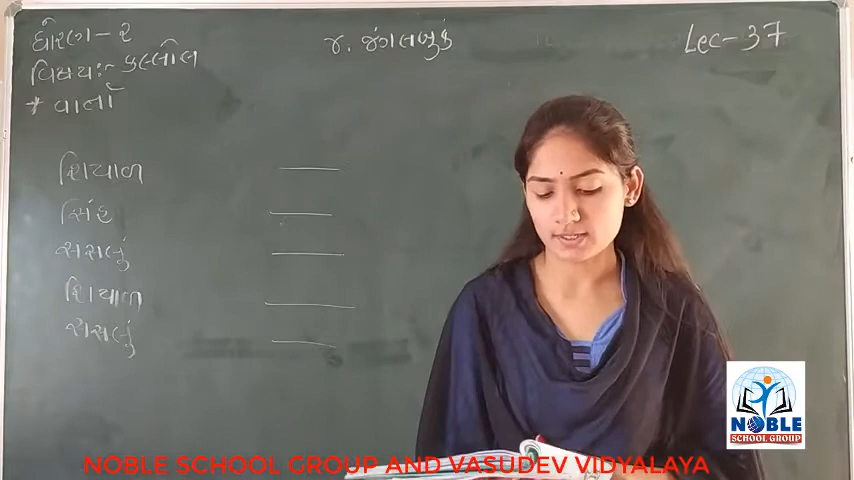 ધોરણ - ૨
૪. જંગલબુક
Lec - 37
વિષય :- કલ્લોલ
* વાર્તા
શિયાળ
સિંહ
સસલું
શિયાળ
સસલું
NOBLE
SCHOOL GROUP
NOBLE SCHOOL GROUP AND VASUDEV VIDYALAYA